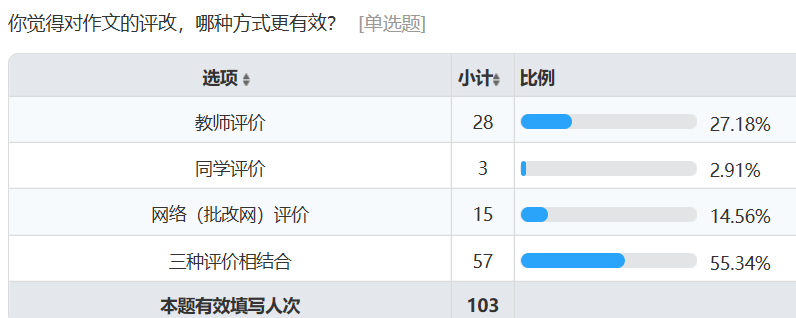 你觉得对作文的评改，哪种方式更有效？ [单选题]
选项 小计 比例
教师评价 28 27.18%
同学评价 3 2.91%
网络（批改网）评价 15 14.56%
三种评价相结合 57 55.34%
本题有效填写人次 103